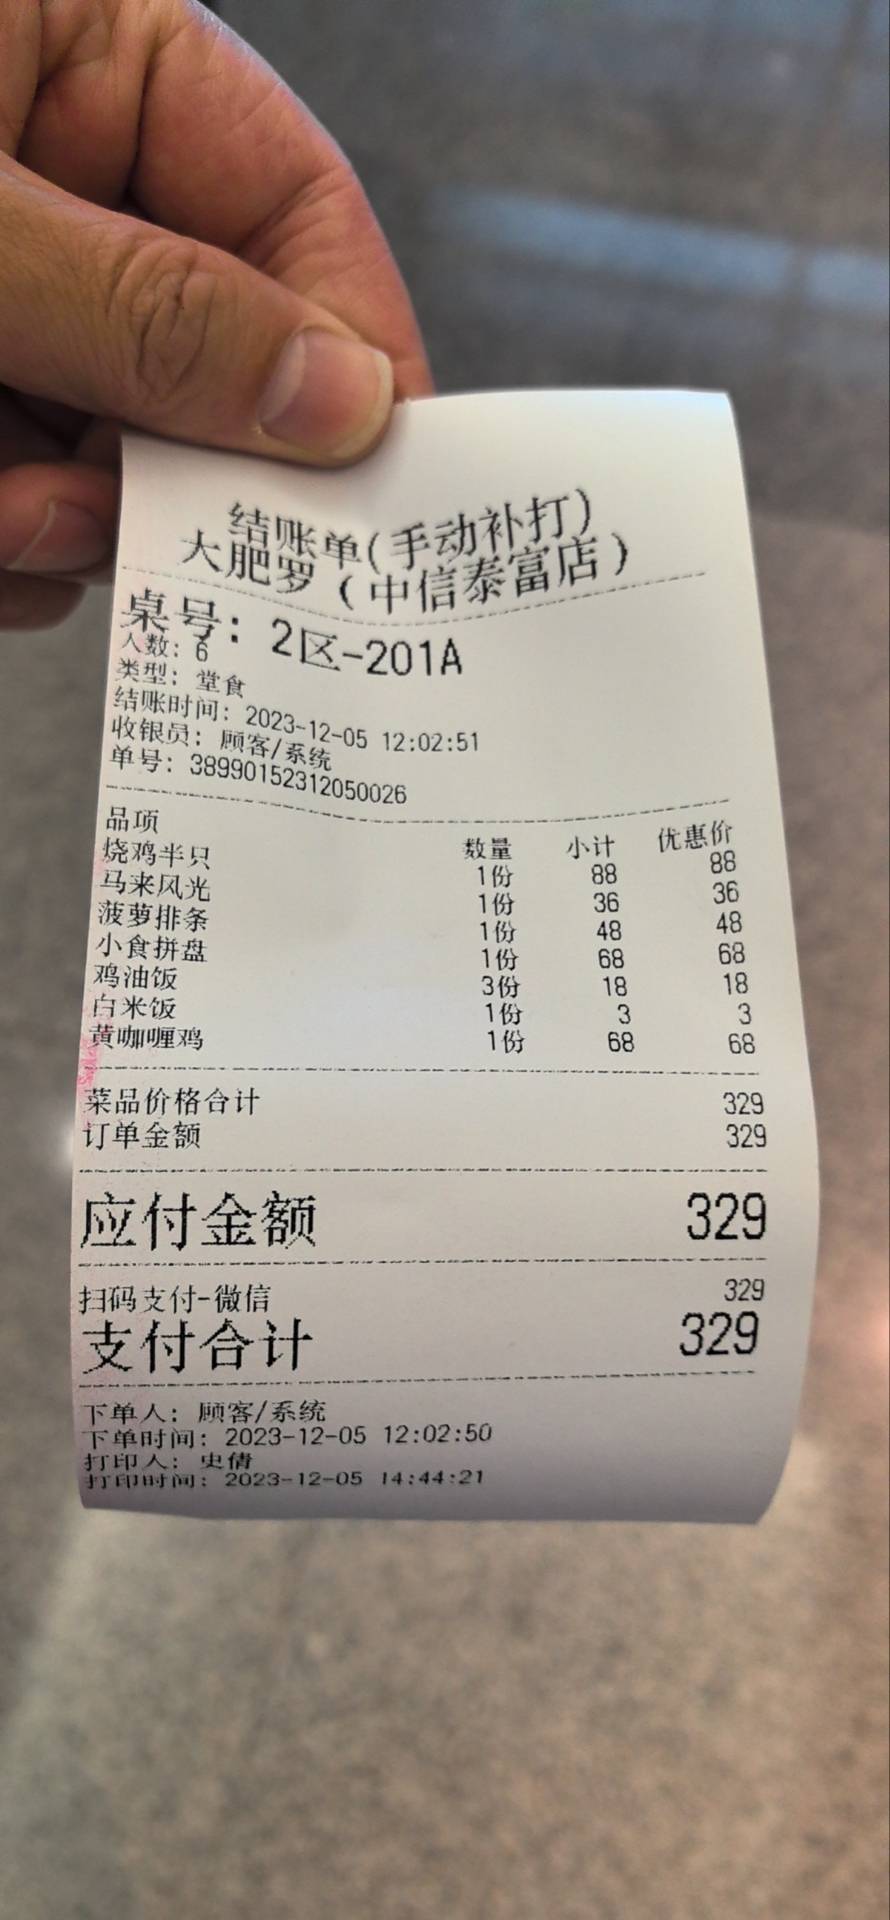 结账单(手动补打)
大肥罗(中信泰富店)
桌号: 2区-201A
人数: 6
类型: 堂食
结账时间: 2023-12-05 12:02:51
收银员: 顾客/系统
单号: 38990152312050026
品项 数量 小计 优惠价
烧鸡半只 1份 88 88
马来风光 1份 36 36
菠萝排条 1份 48 48
小食拼盘 1份 68 68
鸡油饭 3份 18 18
白米饭 1份 3 3
黄咖喱鸡 1份 68 68
菜品价格合计 329
订单金额 329
应付金额 329
扫码支付-微信 329
支付合计 329
下单人: 顾客/系统
下单时间: 2023-12-05 12:02:50
打印人: 史倩
打印时间: 2023-12-05 14:44:21